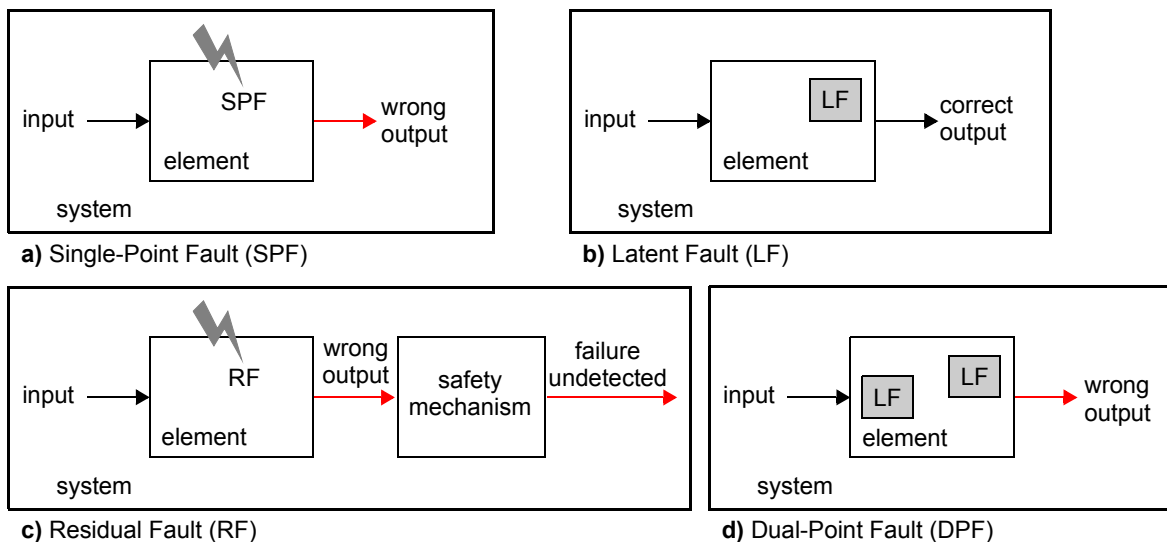 input
SPF
element
wrong
output
system
a) Single-Point Fault (SPF)
input
LF
element
correct
output
system
b) Latent Fault (LF)
input
RF
element
wrong
output
safety
mechanism
failure
undetected
system
c) Residual Fault (RF)
input
LF
LF
element
wrong
output
system
d) Dual-Point Fault (DPF)